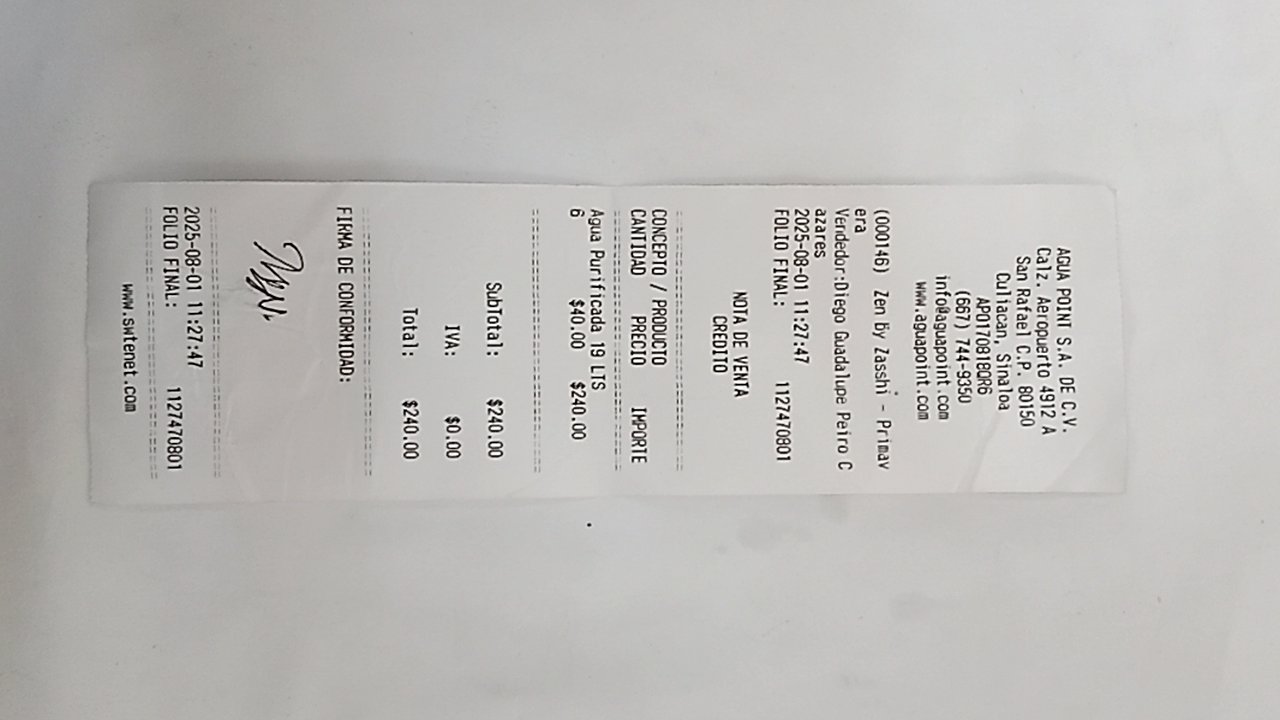 AGUA POINT S.A. DE C.V.
Calz. Aeropuerto 4912 A
San Rafael C.P. 80150
Culiacan, Sinaloa
APO170818QR6
(667) 744-9350
info@aguapoint.com
www.aguapoint.com
(000146) Zen By Zasshi - Primav
era
Vendedor:Diego Guadalupe Peiro C
azares
2025-08-01 11:27:47
FOLIO FINAL: 1127470801
NOTA DE VENTA
CREDITO
CONCEPTO / PRODUCTO
CANTIDAD PRECIO IMPORTE
Agua Purificada 19 LTS
6 $40.00 $240.00
SubTotal: $240.00
IVA: $0.00
Total: $240.00
FIRMA DE CONFORMIDAD:
2025-08-01 11:27:47
FOLIO FINAL: 1127470801
www.swtenet.com